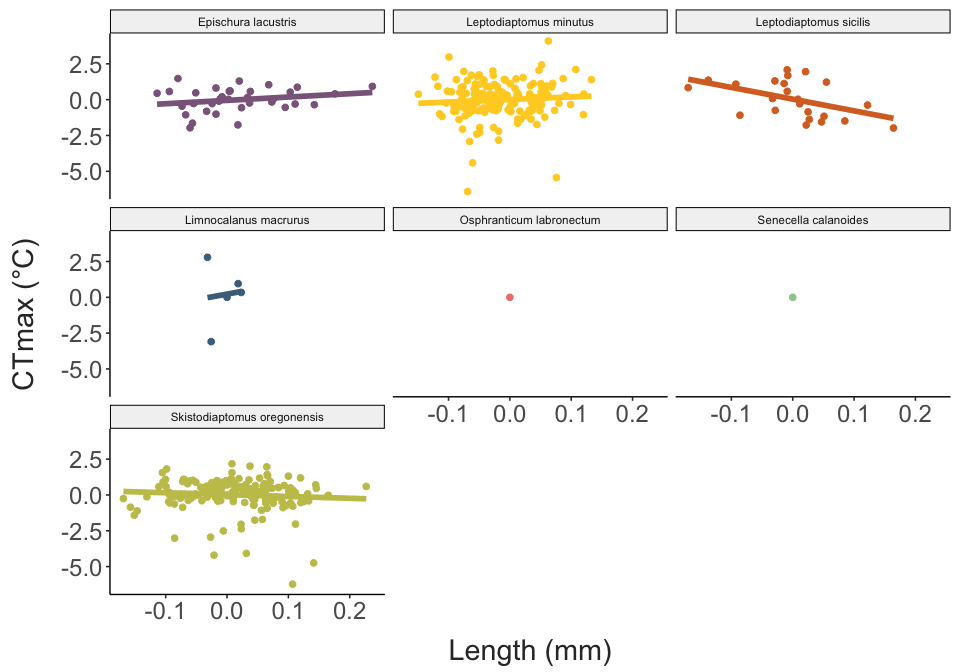 Epischura lacustris
Leptodiaptomus minutus
Leptodiaptomus sicilis
2.5
0.0
-2.5
-5.0
Limnocalanus macrurus
Osphranticum labronectum
Senecella calanoides
2.5
0.0
-2.5
-5.0
-0.1 0.0 0.1 0.2
-0.1 0.0 0.1 0.2
Skistodiaptomus oregonensis
2.5
0.0
-2.5
-5.0
-0.1 0.0 0.1 0.2
CTmax (°C)
Length (mm)